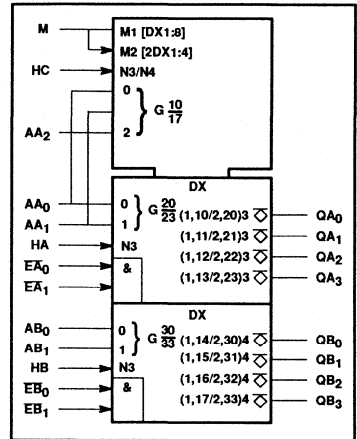 M M1 [DX1:8]
M2 [2DX1:4]
HC N3/N4
0
} G 10/17
AA2 2
DX
AA0 0 } G 20/23 (1,10/2,20)3 QA0
AA1 1 (1,11/2,21)3 QA1
HA N3 (1,12/2,22)3 QA2
EA0 & (1,13/2,23)3 QA3
EA1
DX
AB0 0 } G 30/33 (1,14/2,30)4 QB0
AB1 1 (1,15/2,31)4 QB1
HB N3 (1,16/2,32)4 QB2
EB0 & (1,17/2,33)4 QB3
EB1